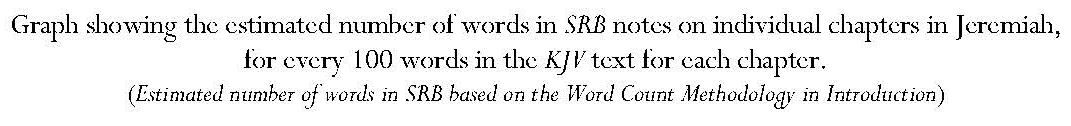 Graph showing the estimated number of words in SRB notes on individual chapters in Jeremiah,
for every 100 words in the KJV text for each chapter.
(Estimated number of words in SRB based on the Word Count Methodology in Introduction)